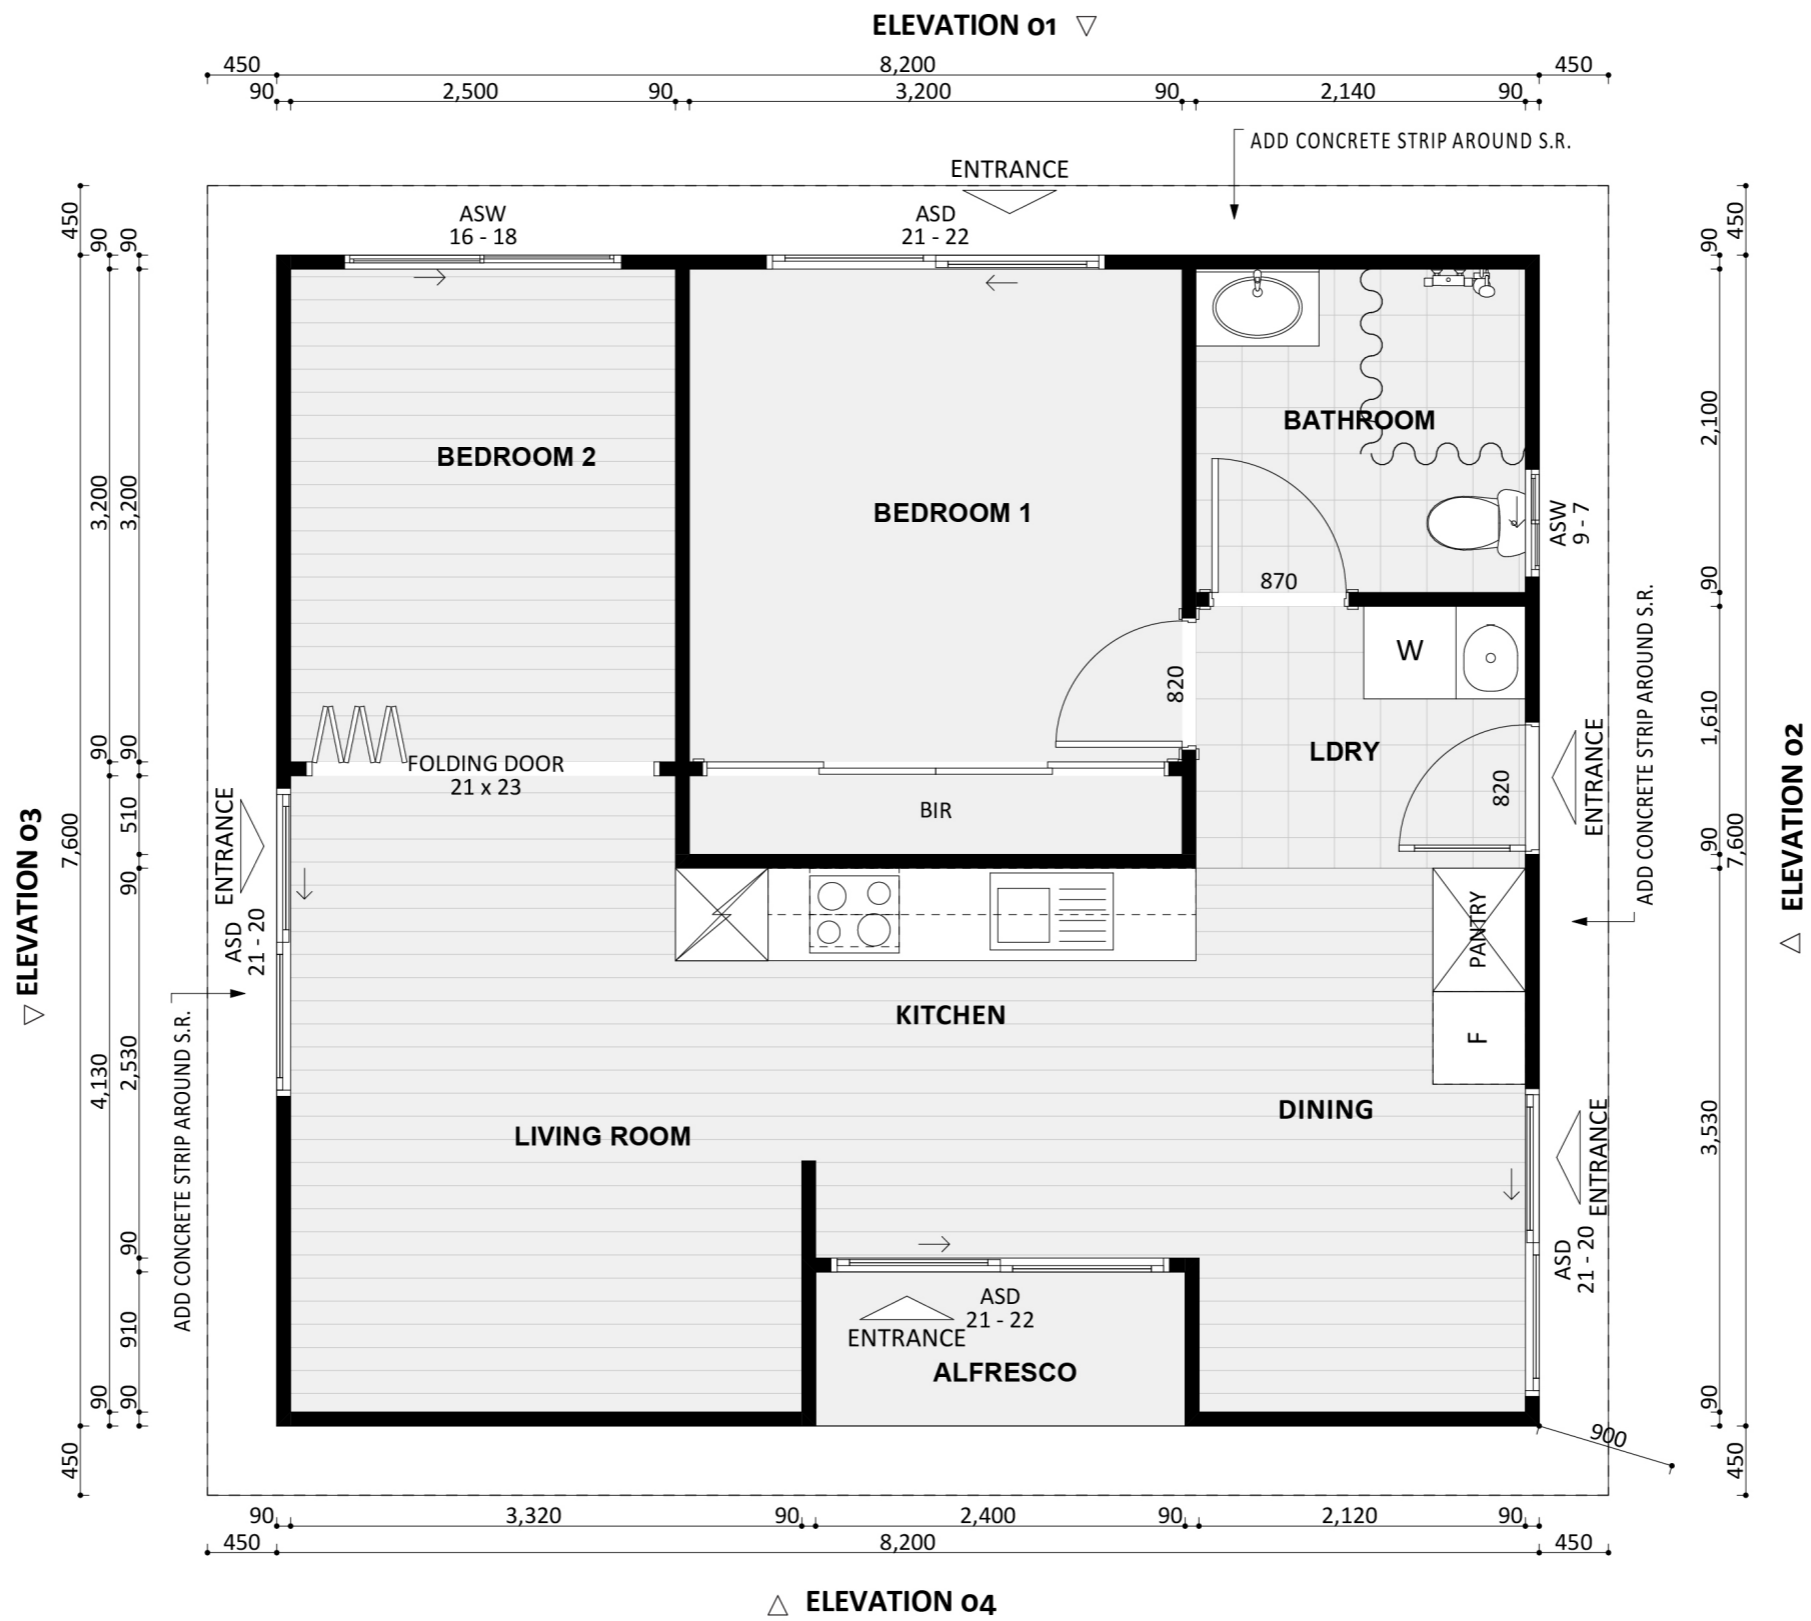 ELEVATION 01 ▽
450 8,200 450
90 2,500 90 3,200 90 2,140 90
ADD CONCRETE STRIP AROUND S.R.
ENTRANCE
ASW
16 - 18
ASD
21 - 22
450
90 90
3,200 3,200
90 90
510
7,600
90
4,130 2,530
90
910
90 90
450
▽ ELEVATION 03
ENTRANCE
ASD
21 - 20
ADD CONCRETE STRIP AROUND S.R.
BEDROOM 2
BEDROOM 1
BATHROOM
ASW
9 - 7
870
820
W
LDRY
820
FOLDING DOOR
21 x 23
BIR
PANTRY
F
KITCHEN
DINING
LIVING ROOM
ASD
21 - 22
ENTRANCE
ALFRESCO
ENTRANCE
ADD CONCRETE STRIP AROUND S.R.
ENTRANCE
ASD
21 - 20
450
90
2,100
90
1,610
90
7,600
3,530
90
450
△ ELEVATION 02
900
90 3,320 90 2,400 90 2,120 90
450 8,200 450
△ ELEVATION 04